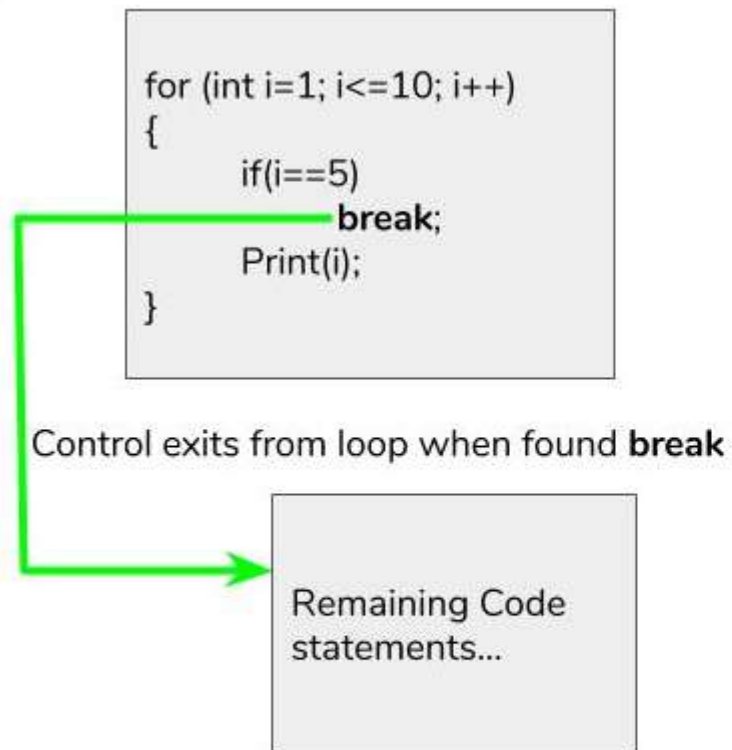 for (int i=1; i<=10; i++)
{
if(i==5)
break;
Print(i);
}
Control exits from loop when found break
Remaining Code
statements...